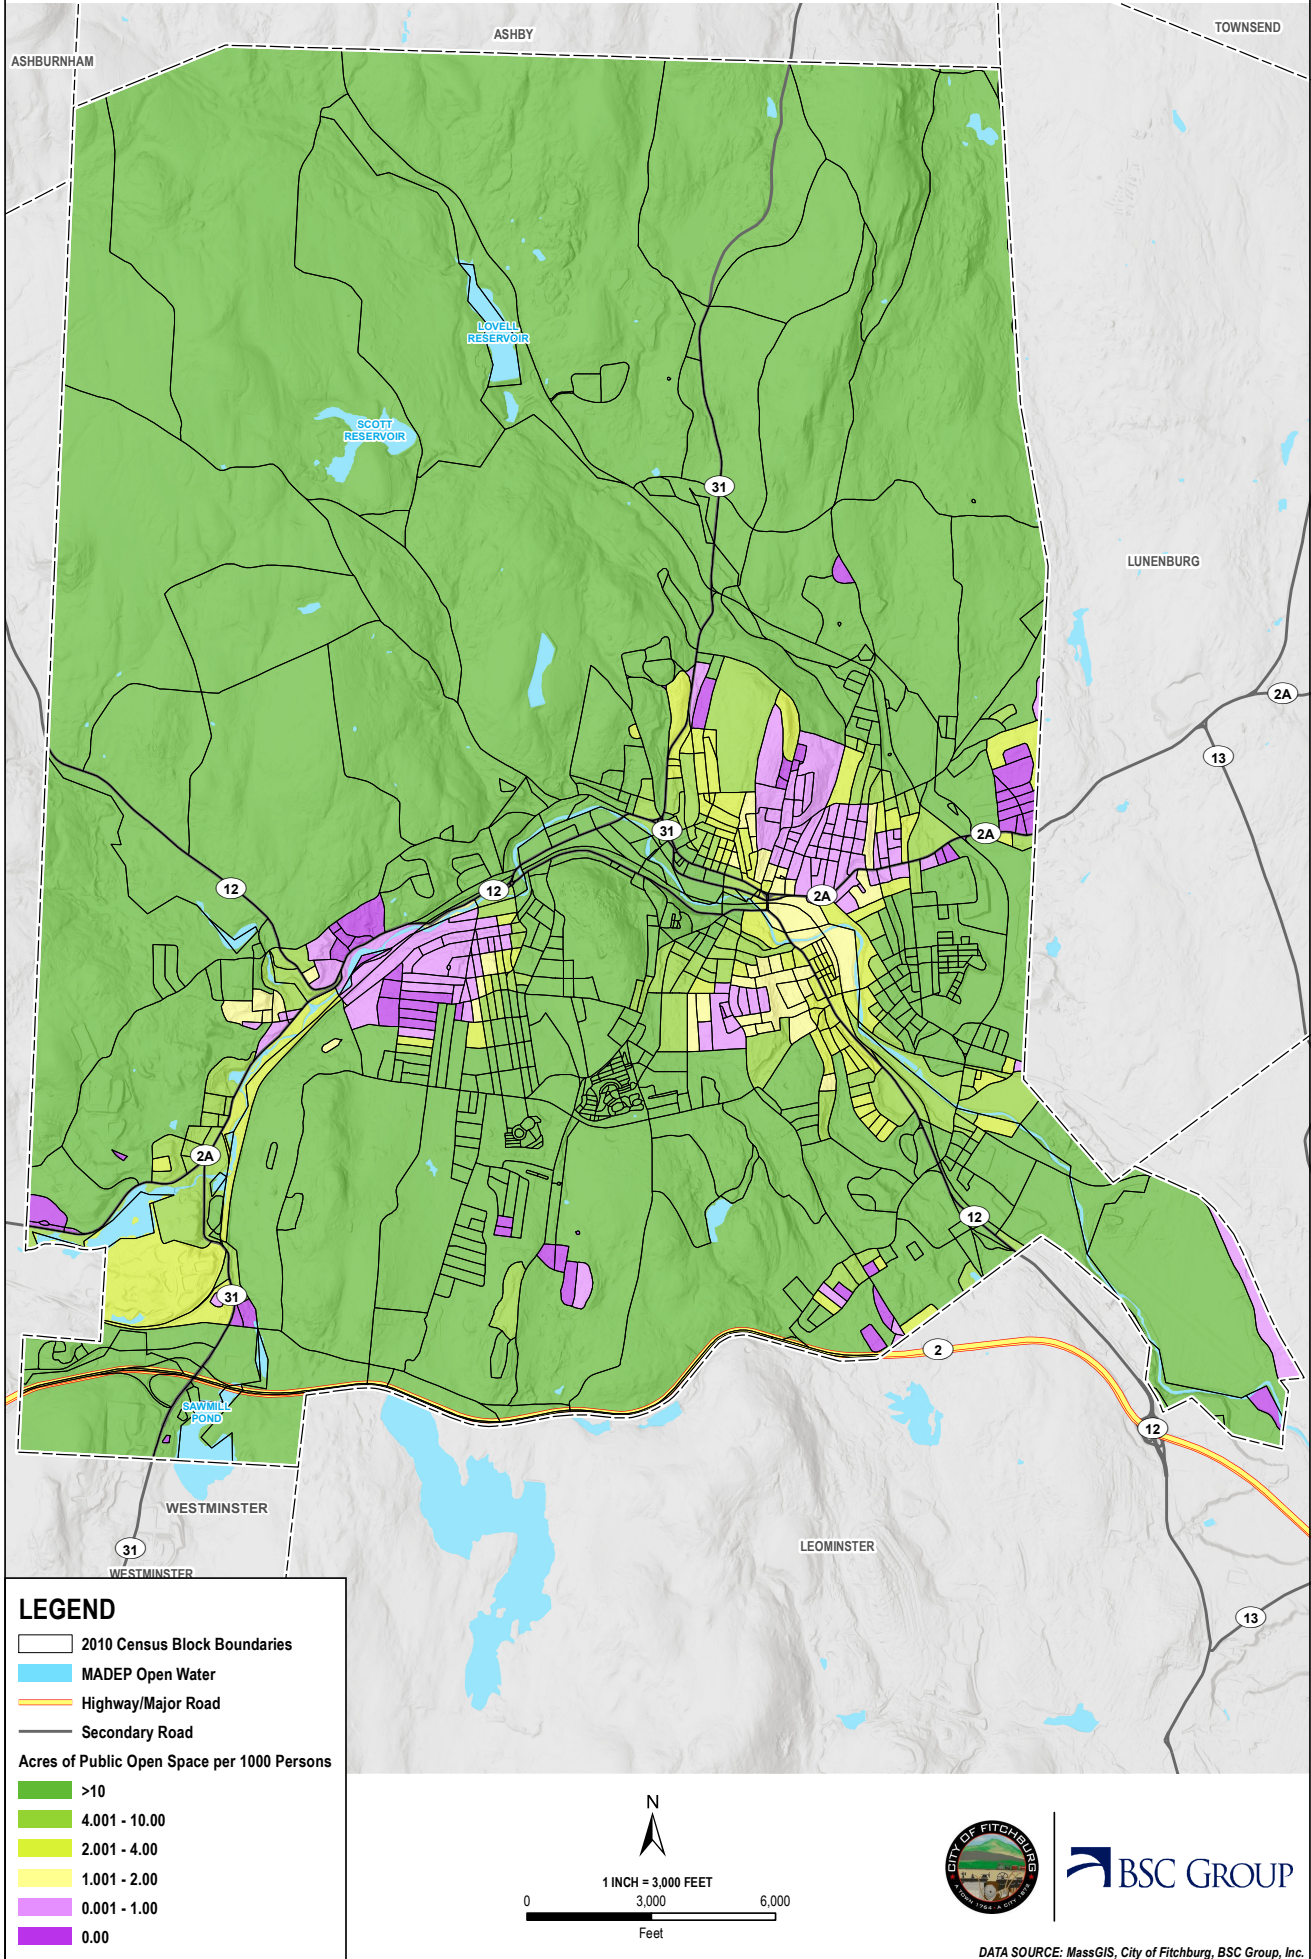 TOWNSEND
ASHBY
ASHBURNHAM
LOVELL
RESERVOIR
SCOTT
RESERVOIR
31
LUNENBURG
2A
13
31
2A
12
12
2A
2A
12
31
2
SAWMILL
POND
12
WESTMINSTER
LEOMINSTER
31
WESTMINSTER
13
LEGEND
2010 Census Block Boundaries
MADEP Open Water
Highway/Major Road
Secondary Road
Acres of Public Open Space per 1000 Persons
>10
4.001 - 10.00
2.001 - 4.00
1.001 - 2.00
0.001 - 1.00
0.00
N
1 INCH = 3,000 FEET
0 3,000 6,000
Feet
CITY OF FITCHBURG
A TOWN 1764 - A CITY 1872
BSC GROUP
DATA SOURCE: MassGIS, City of Fitchburg, BSC Group, Inc.